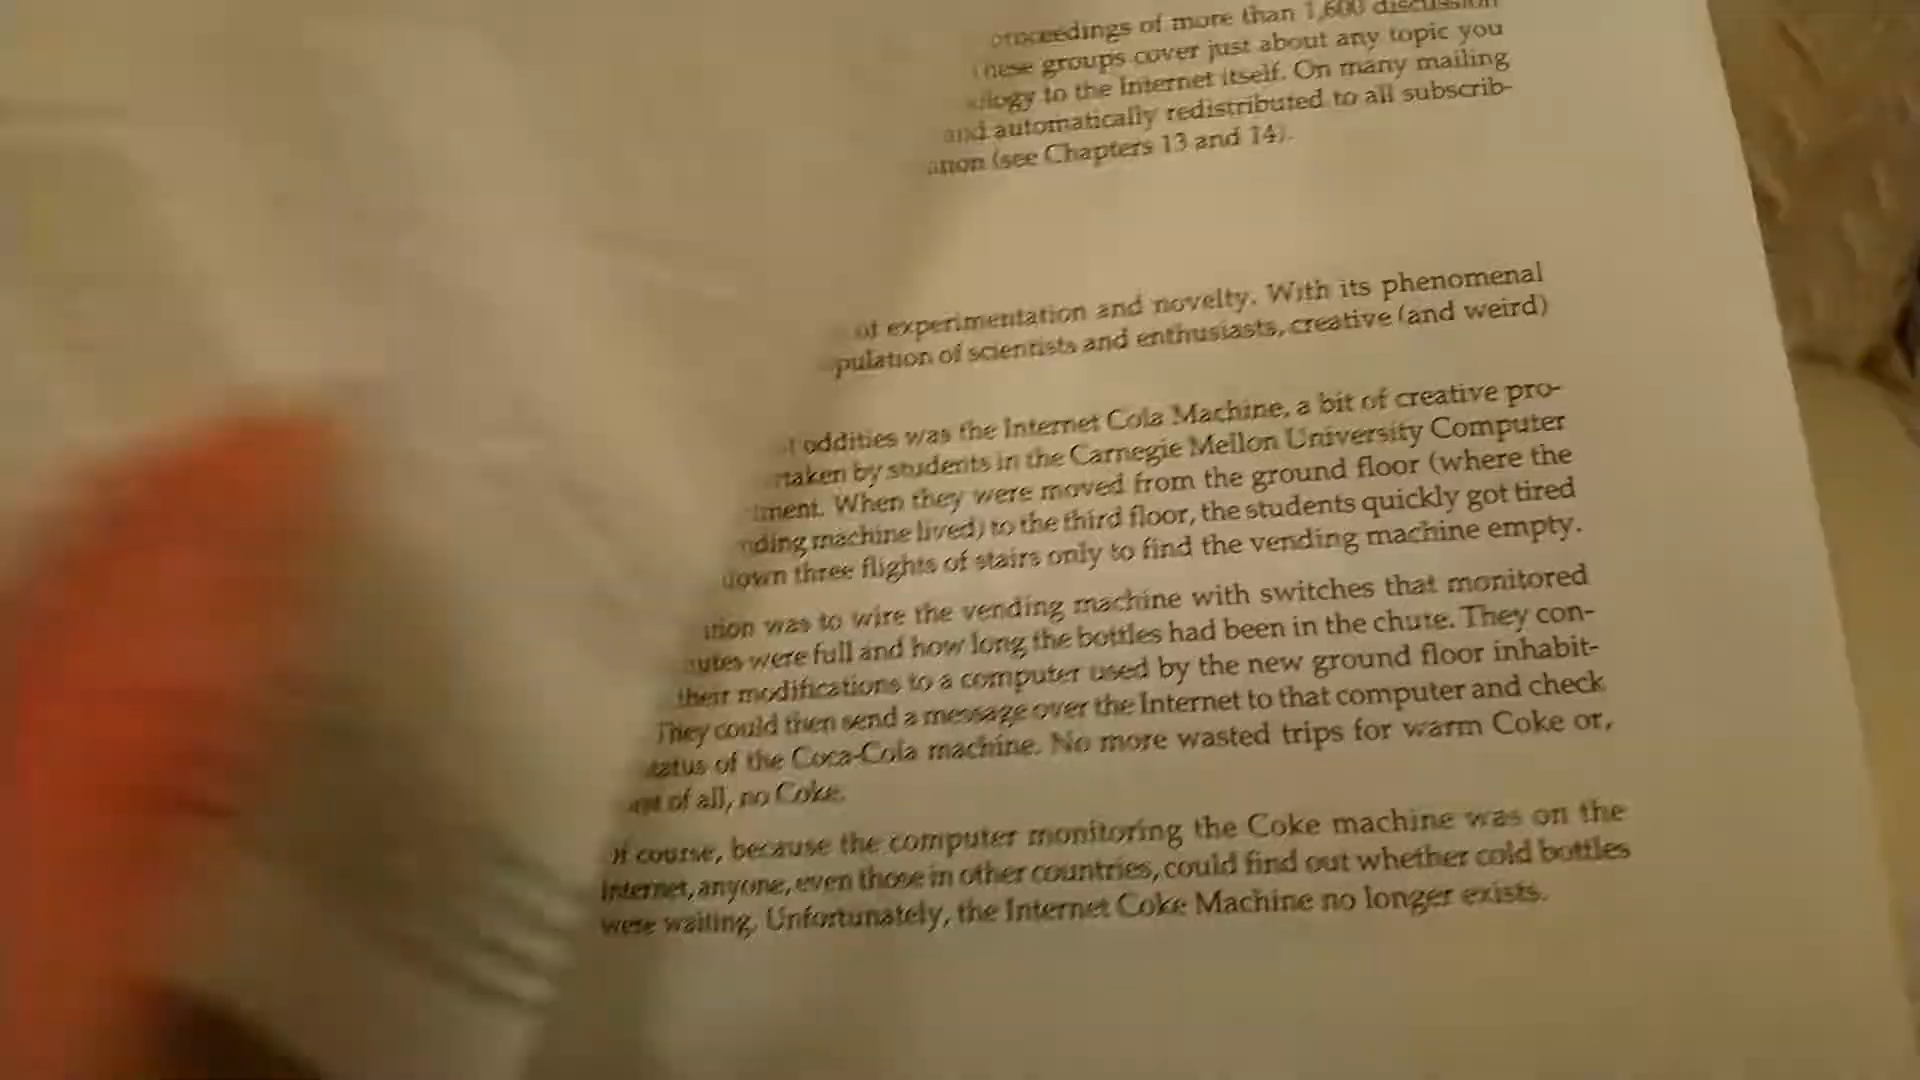 proceedings of more than 1,600 discussion
These groups cover just about any topic you
to the Internet itself. On many mailing
and automatically redistributed to all subscrib-
(see Chapters 13 and 14).
of experimentation and novelty. With its phenomenal
pulation of scientists and enthusiasts, creative (and weird)
oddities was the Internet Cola Machine, a bit of creative pro-
rtaken by students in the Carnegie Mellon University Computer
tment. When they were moved from the ground floor (where the
nding machine lived) to the third floor, the students quickly got tired
down three flights of stairs only to find the vending machine empty.
was to wire the vending machine with switches that monitored
utes were full and how long the bottles had been in the chute. They con-
their modifications to a computer used by the new ground floor inhabit-
They could then send a message over the Internet to that computer and check
tatus of the Coca-Cola machine. No more wasted trips for warm Coke or,
of all, no Coke.
Of course, because the computer monitoring the Coke machine was on the
Internet, anyone, even those in other countries, could find out whether cold bottles
were waiting. Unfortunately, the Internet Coke Machine no longer exists.